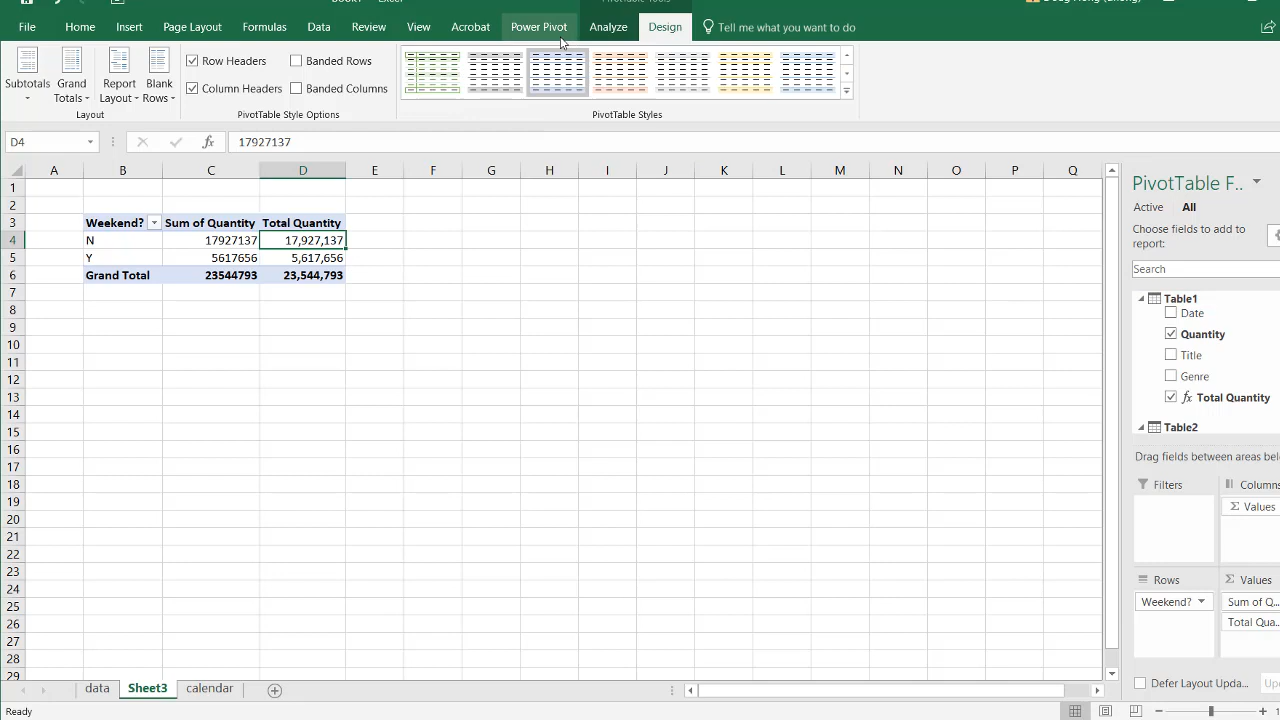 File Home Insert Page Layout Formulas Data Review View Acrobat Power Pivot Analyze Design Tell me what you want to do
Subtotals Grand Totals Report Layout Blank Rows
Row Headers Banded Rows
Column Headers Banded Columns
Layout PivotTable Style Options PivotTable Styles
D4 fx 17927137
A B C D E F G H I J K L M N O P Q
1
2
3 Weekend? Sum of Quantity Total Quantity
4 N 17927137 17,927,137
5 Y 5617656 5,617,656
6 Grand Total 23544793 23,544,793
7
8
9
10
11
12
13
14
15
16
17
18
19
20
21
22
23
24
25
26
27
28
29
PivotTable F..
Active All
Choose fields to add to
report:
Search
Table1
Date
Quantity
Title
Genre
fx Total Quantity
Table2
Drag fields between areas bel
Filters Columns
Σ Values
Rows Σ Values
Weekend? Sum of Q...
Total Qua...
Defer Layout Upda... Up
data Sheet3 calendar
Ready 1